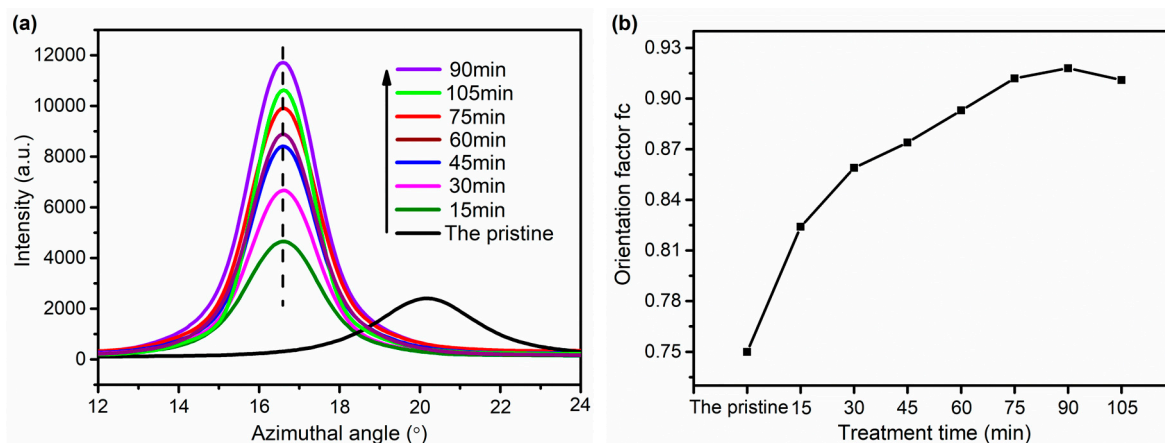 (a)
12000
10000
8000
6000
4000
2000
0
Intensity (a.u.)
90min
105min
75min
60min
45min
30min
15min
The pristine
12 14 16 18 20 22 24
Azimuthal angle (°)
(b)
0.93
0.90
0.87
0.84
0.81
0.78
0.75
Orientation factor fc
The pristine 15 30 45 60 75 90 105
Treatment time (min)